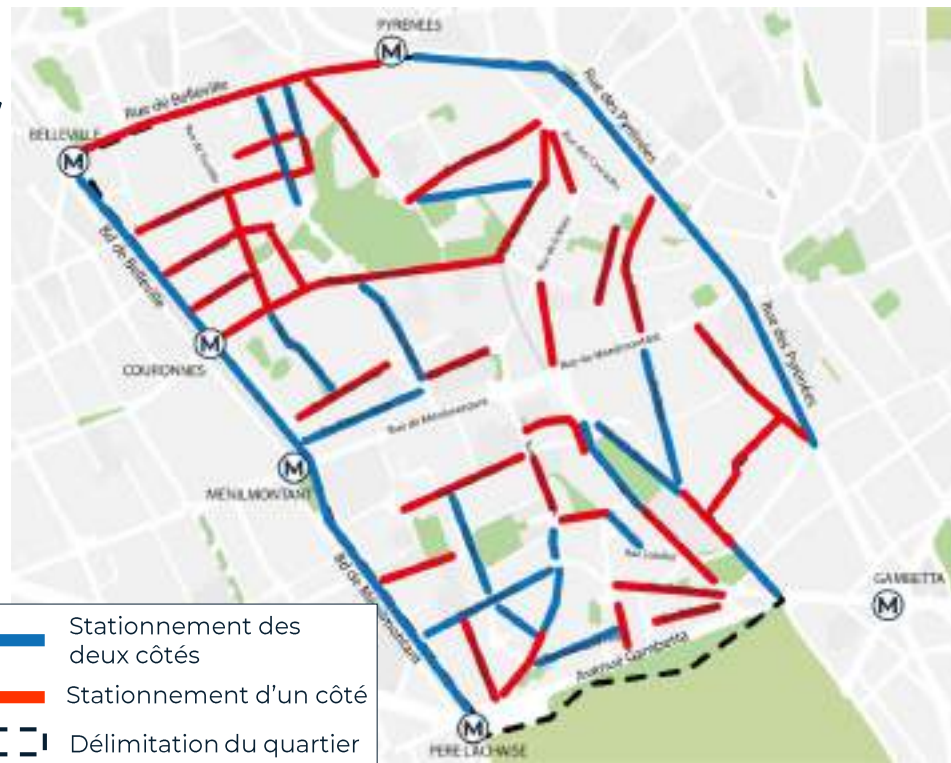 PYRENEES
M
Rue de Belleville
Rue des Pyrénées
BELLEVILLE
M
Bd de Belleville
M
COURONNES
Rue de Ménilmontant
Rue des Pyrénées
Rue de Ménilmontant
M
MENILMONTANT
Bd de Ménilmontant
GAMBETTA
M
Avenue Gambetta
M
PERE LACHAISE
Stationnement des
deux côtés
Stationnement d'un côté
Délimitation du quartier